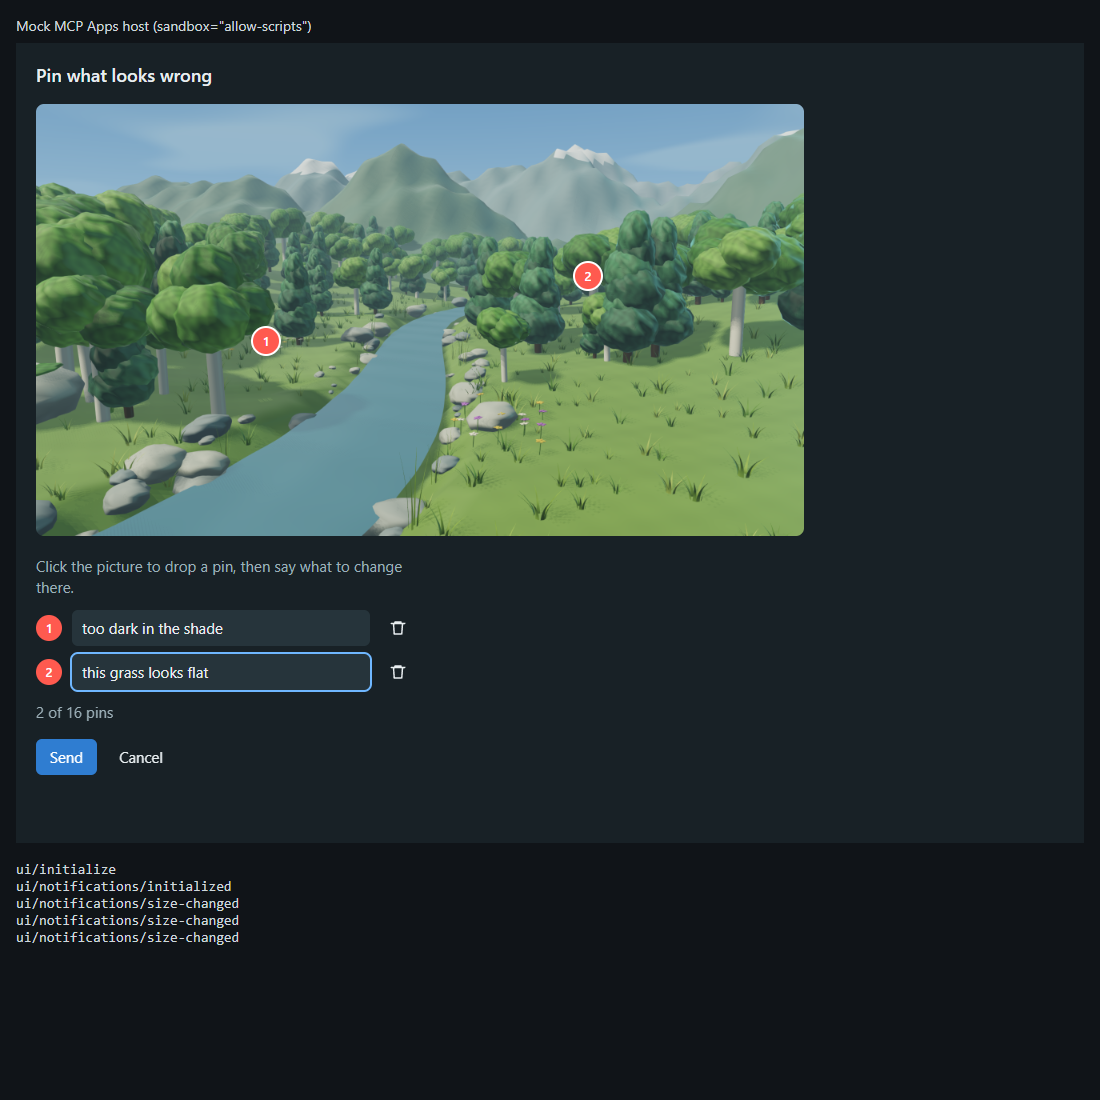 Mock MCP Apps host (sandbox="allow-scripts")
Pin what looks wrong
2
1
Click the picture to drop a pin, then say what to change
there.
1 too dark in the shade
2 this grass looks flat
2 of 16 pins
Send Cancel
ui/initialize
ui/notifications/initialized
ui/notifications/size-changed
ui/notifications/size-changed
ui/notifications/size-changed